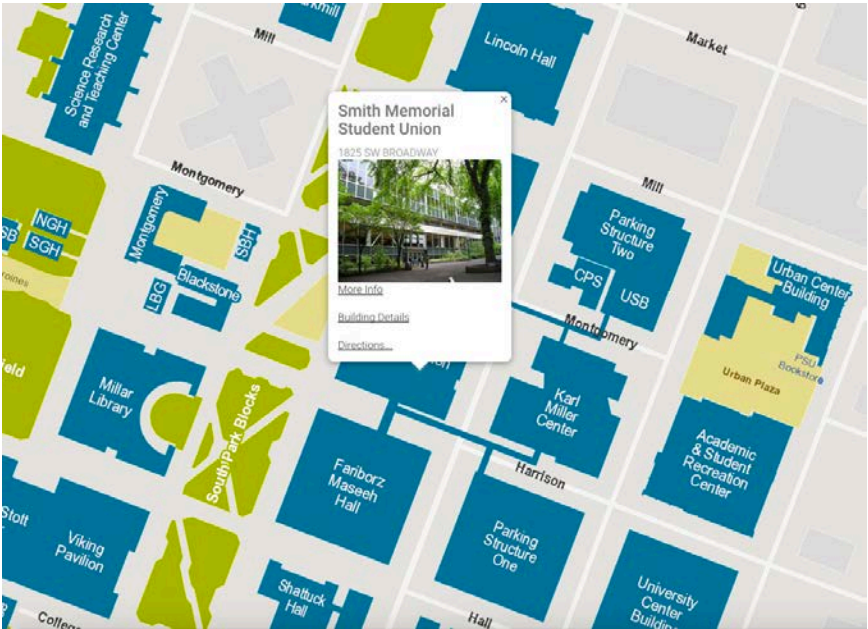 Science Research
and Teaching Center
Mill
Lincoln Hall
Market
Smith Memorial
Student Union
1825 SW BROADWAY
More Info
Building Details
Directions...
Montgomery
Mill
NGH
SB
SGH
Montgomery
SBH
LBG
Blackstone
Parking
Structure
Two
CPS
USB
Urban Center
Building
Montgomery
PSU
Bookstore
Urban Plaza
Millar
Library
South Park Blocks
Karl
Miller
Center
Academic
& Student
Recreation
Center
Fariborz
Maseeh
Hall
Harrison
Stott
Viking
Pavilion
Parking
Structure
One
Shattuck
Hall
University
Center
Building
Hall